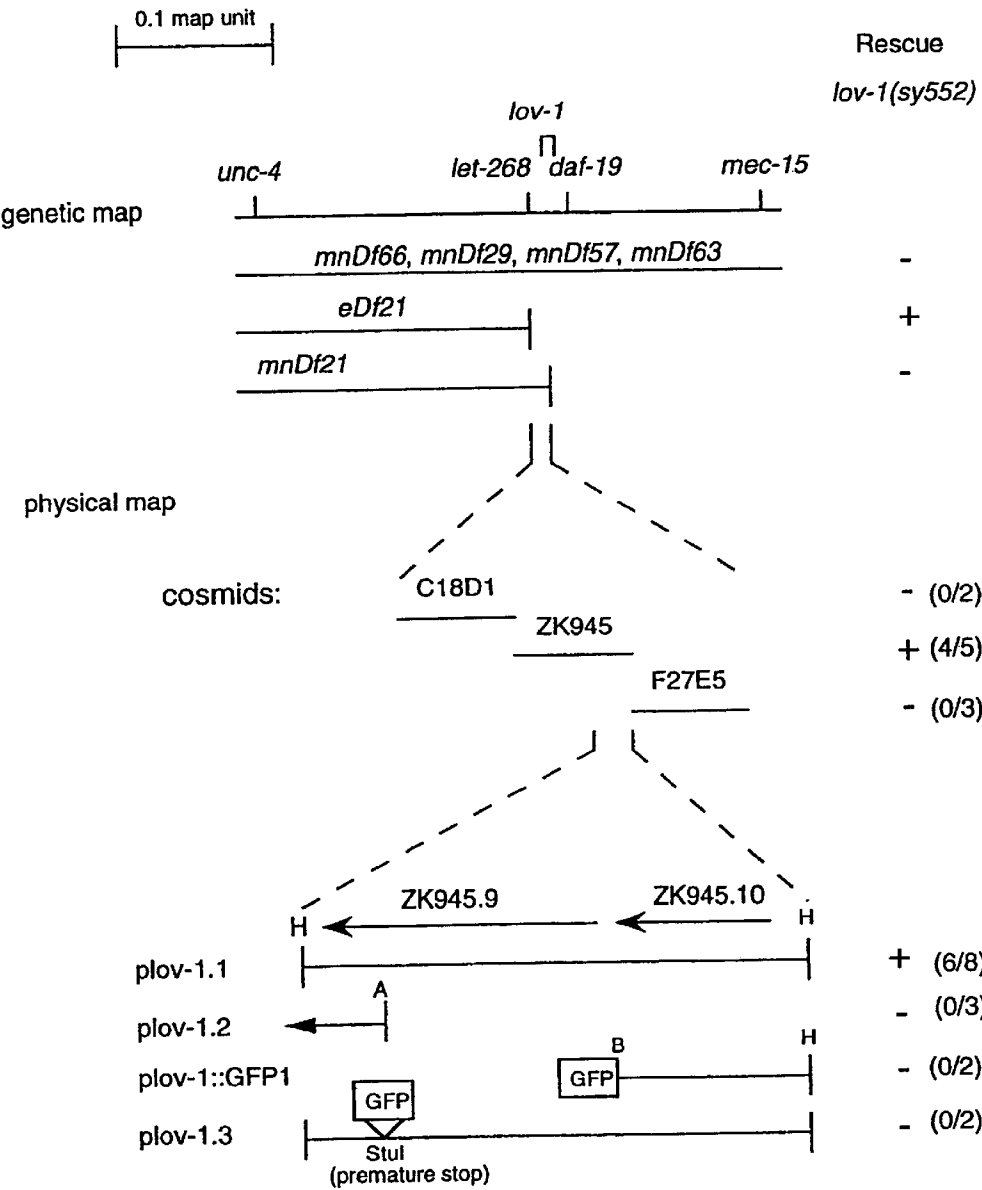 0.1 map unit
Rescue
lov-1(sy552)
lov-1
unc-4 let-268 daf-19 mec-15
genetic map
mnDf66, mnDf29, mnDf57, mnDf63 -
eDf21 +
mnDf21 -
physical map
cosmids:
C18D1 - (0/2)
ZK945 + (4/5)
F27E5 - (0/3)
ZK945.9 ZK945.10
H H
plov-1.1 + (6/8)
A
plov-1.2 - (0/3)
B H
plov-1::GFP1 GFP - (0/2)
GFP
plov-1.3 - (0/2)
StuI
(premature stop)